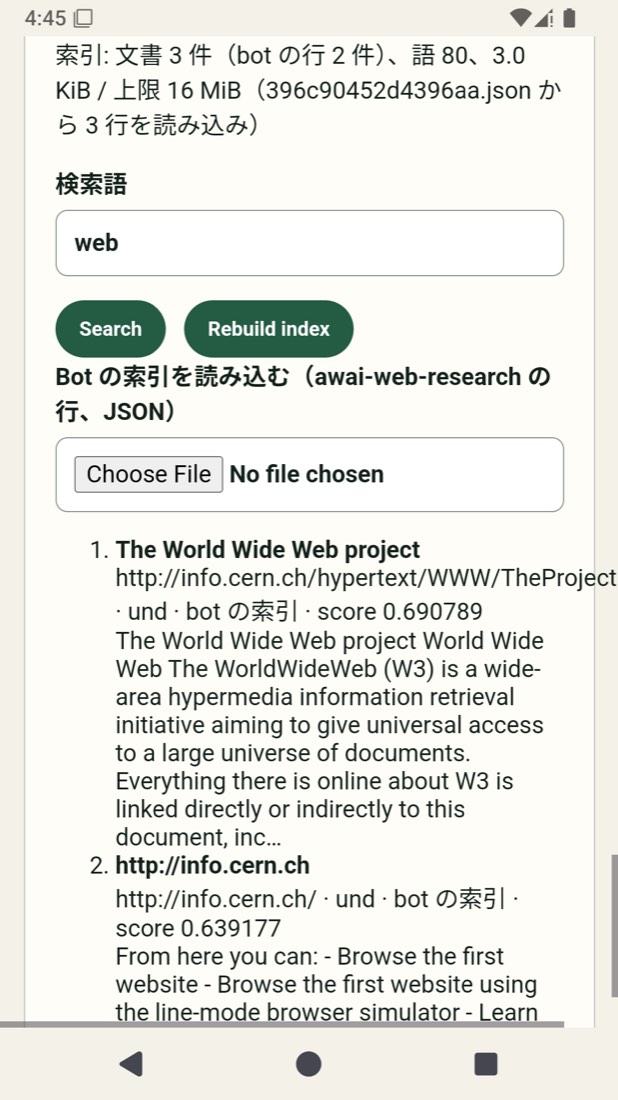 4:45
索引: 文書 3 件（bot の行 2 件）、語 80、3.0
KiB / 上限 16 MiB（396c90452d4396aa.json か
ら 3 行を読み込み）
検索語
web
Search Rebuild index
Bot の索引を読み込む（awai-web-research の
行、JSON）
Choose File No file chosen
1. The World Wide Web project
http://info.cern.ch/hypertext/WWW/TheProject
· und · bot の索引 · score 0.690789
The World Wide Web project World Wide
Web The WorldWideWeb (W3) is a wide-
area hypermedia information retrieval
initiative aiming to give universal access
to a large universe of documents.
Everything there is online about W3 is
linked directly or indirectly to this
document, inc…
2. http://info.cern.ch
http://info.cern.ch/ · und · bot の索引 ·
score 0.639177
From here you can: - Browse the first
website - Browse the first website using
the line-mode browser simulator - Learn